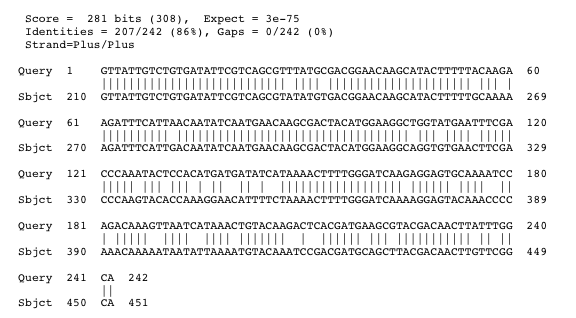 Score =  281 bits (308),  Expect = 3e-75
Identities = 207/242 (86%), Gaps = 0/242 (0%)
Strand=Plus/Plus
Query  1    GTTATTGTCTGTGATATTCGTCAGCGTTTATGCGACGGAACAAGCATACTTTTTACAAGA  60
            ||||||||||||||||||||||||||| |||| |||||||||||||||||||| ||| |
Sbjct  210  GTTATTGTCTGTGATATTCGTCAGCGTATATGTGACGGAACAAGCATACTTTTTGCAAAA  269
Query  61   AGATTTCATTAACAATATCAATGAACAAGCGACTACATGGAAGGCTGGTATGAATTTCGA  120
            |||||||||| |||||||||||||||||||||||||||||||| | ||| |||| |||||
Sbjct  270  AGATTTCATTGACAATATCAATGAACAAGCGACTACATGGAAGGCAGGTGTGAACTTCGA  329
Query  121  CCCAAATACTCCACATGATGATATCATAAAACTTTTGGGATCAAGAGGAGTGCAAAATCC  180
            ||||| ||| ||| | || |  || | ||||||||||||||||||| |||||| ||||  ||
Sbjct  330  CCCAAGTACACCAAAGGAACATTTTCTAAAACTTTTGGGATCAAAAGGAGTACAAACCCC  389
Query  181  AGACAAAGTTAATCATAAACTGTACAAGACTCACGATGAAGCGTACGACAACTTATTTGG  240
            | |||||  ||||  |||| ||||||||  |  ||||||| || |||||||||| || ||
Sbjct  390  AAACAAAAATAATATTAAAATGTACAAATCCGACGATGCAGCTTACGACAACTTGTTCGG  449
Query  241  CA  242
            ||
Sbjct  450  CA  451